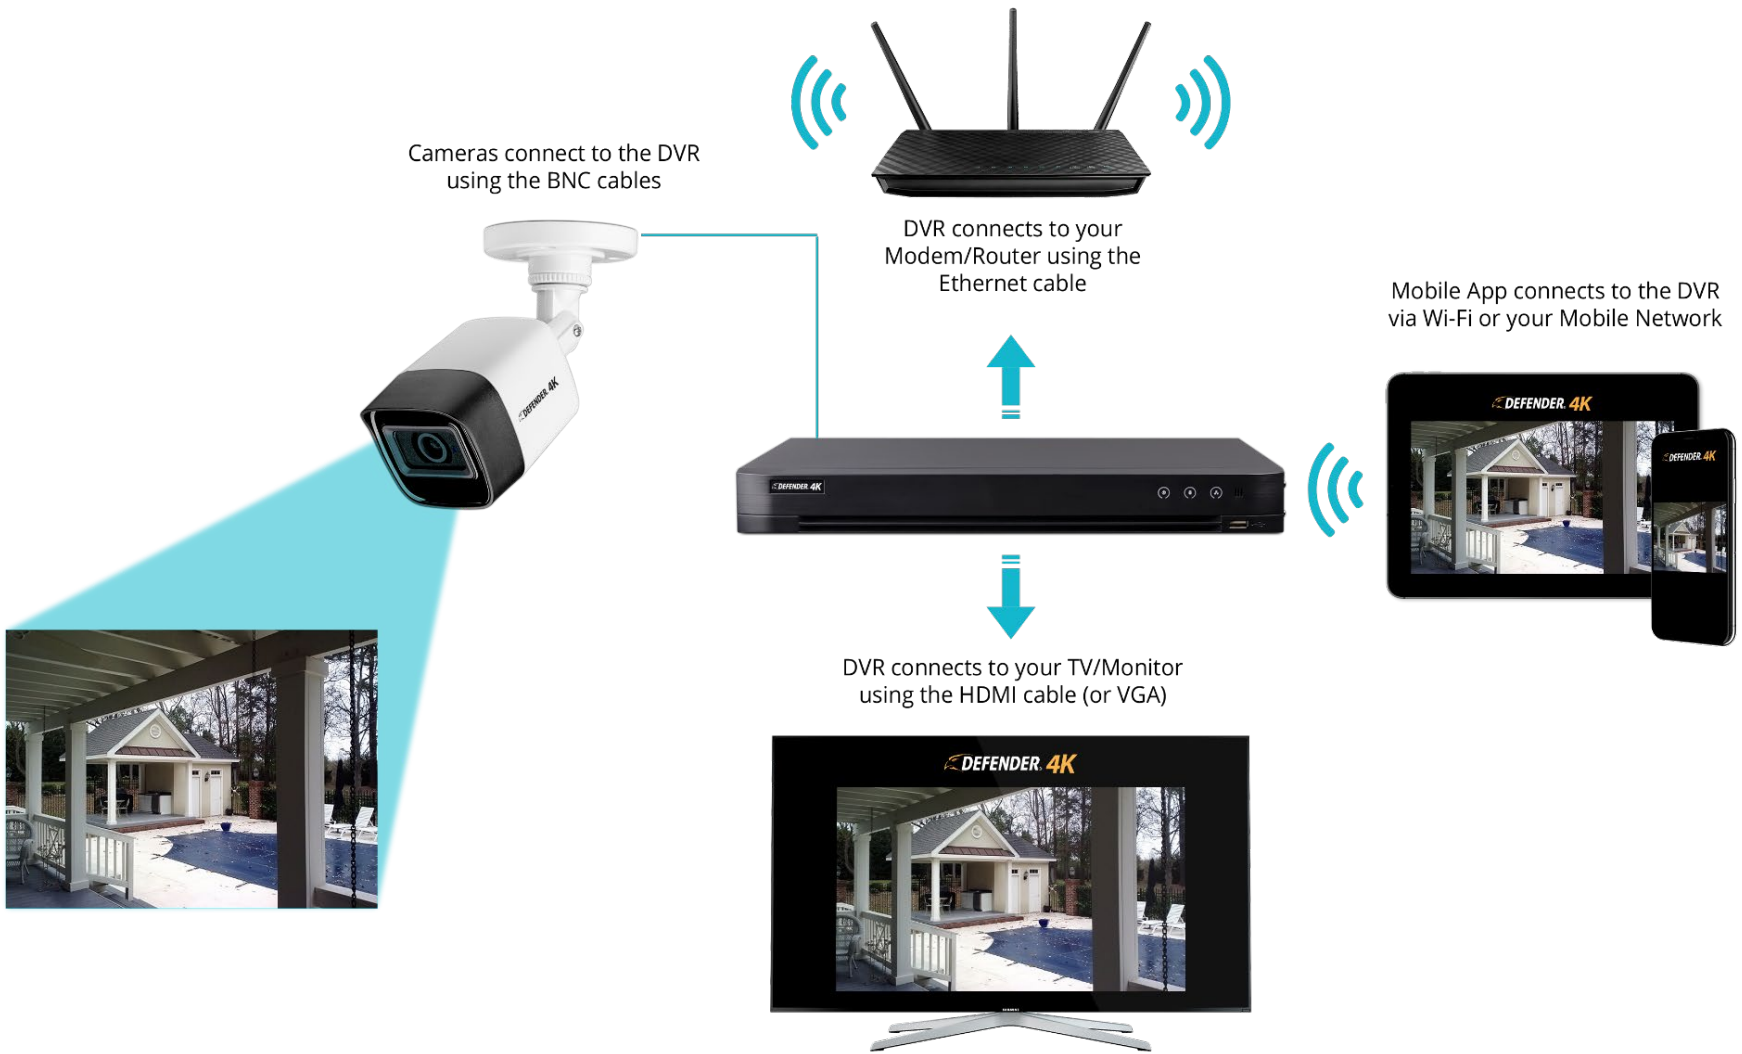 Cameras connect to the DVR
using the BNC cables
DVR connects to your
Modem/Router using the
Ethernet cable
Mobile App connects to the DVR
via Wi-Fi or your Mobile Network
DEFENDER 4K
DEFENDER 4K
DEFENDER 4K
DEFENDER 4K
DVR connects to your TV/Monitor
using the HDMI cable (or VGA)
DEFENDER 4K